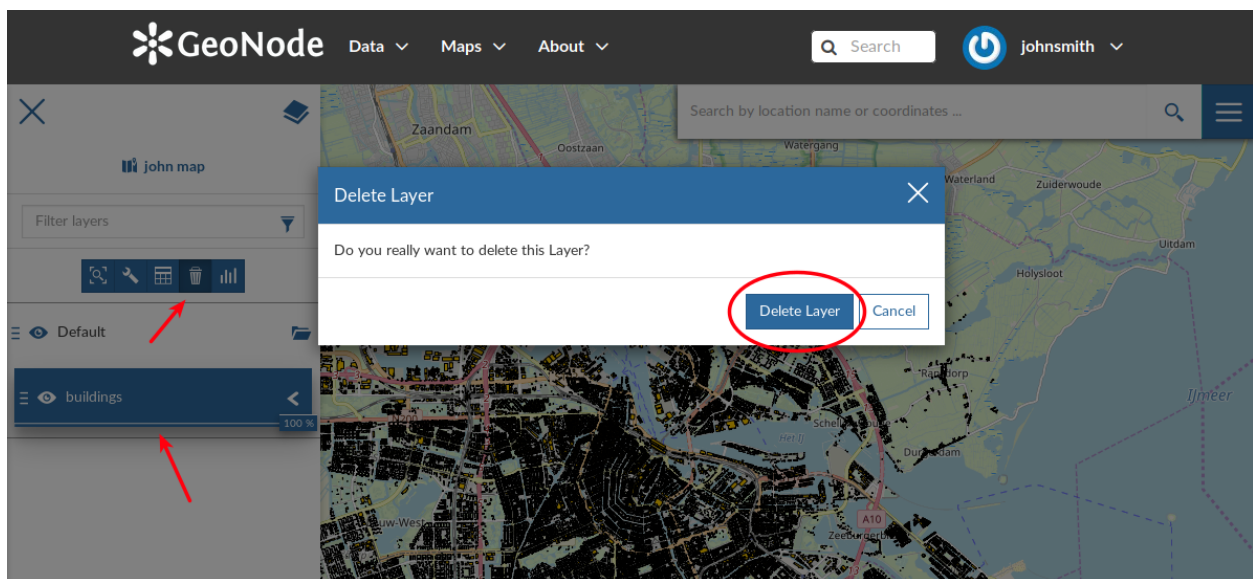 GeoNode Data Maps About Search johnsmith
Search by location name or coordinates ...
john map
Filter layers
Default
buildings
100 %
Delete Layer
Do you really want to delete this Layer?
Delete Layer Cancel
Zaandam
Oostzaan
Watergang
Waterland
Zuiderwoude
Uitdam
Holysloot
IJmeer
Het IJ
A10